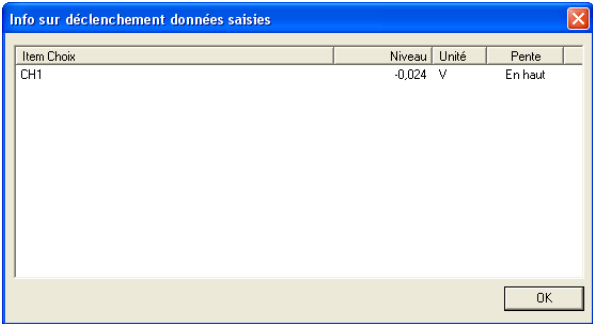 Info sur déclenchement données saisies
Item Choix Niveau Unité Pente
CH1 -0,024 V En haut
OK